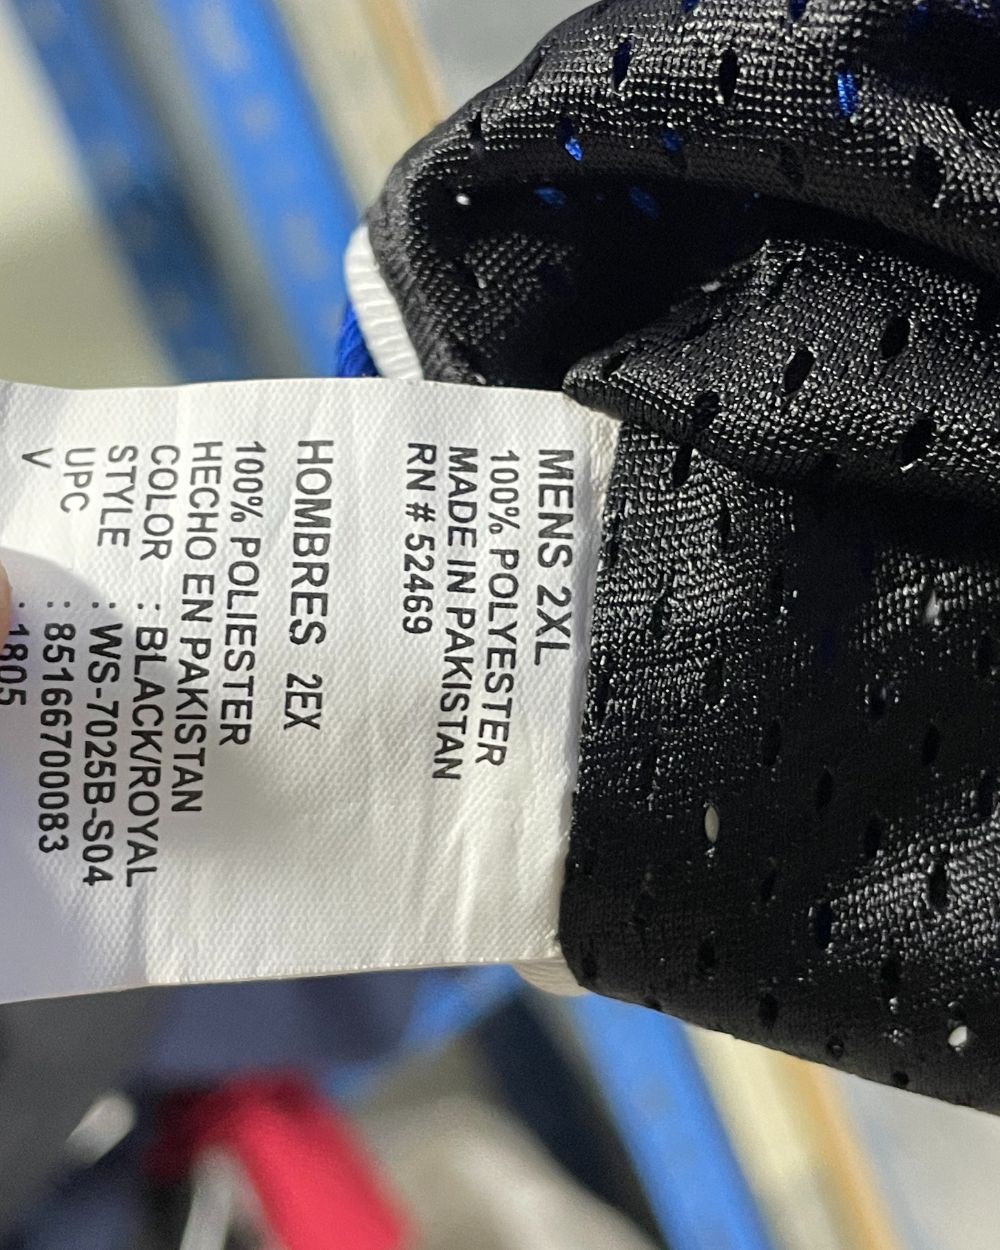 MENS 2XL
100% POLYESTER
MADE IN PAKISTAN
RN # 52469
HOMBRES 2EX
100% POLIESTER
HECHO EN PAKISTAN
COLOR : BLACK/ROYAL
STYLE : WS-7025B-S04
UPC : 851667000083
V : 1805